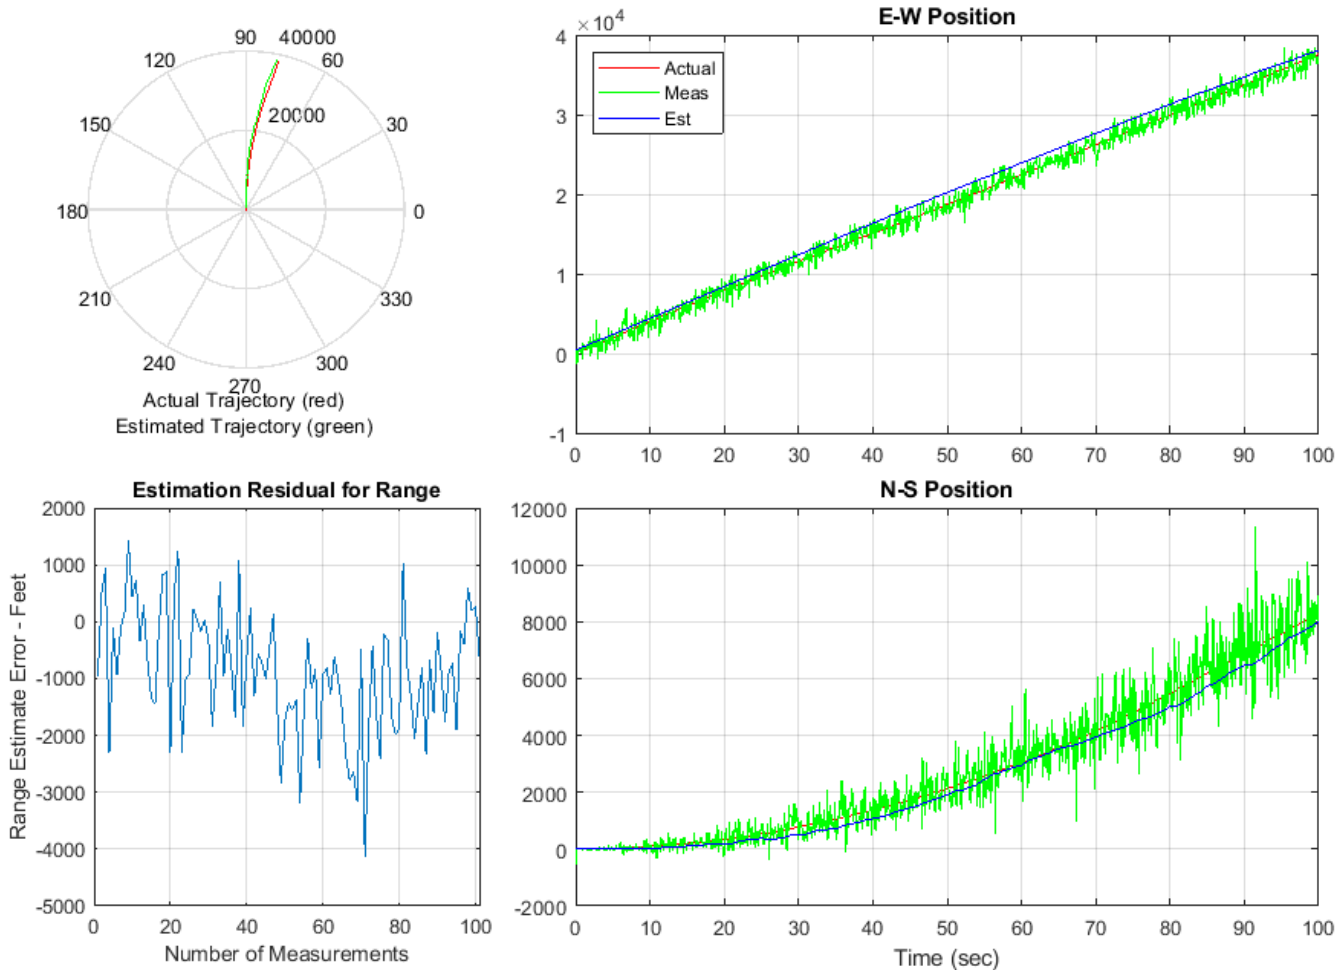 90
40000
120
60
20000
150
30
180
0
210
330
240
300
270
Actual Trajectory (red)
Estimated Trajectory (green)
E-W Position
×10⁴
4
3
2
1
0
-1
Actual
Meas
Est
0 10 20 30 40 50 60 70 80 90 100
Estimation Residual for Range
Range Estimate Error - Feet
2000
1000
0
-1000
-2000
-3000
-4000
-5000
0 20 40 60 80 100
Number of Measurements
N-S Position
12000
10000
8000
6000
4000
2000
0
-2000
0 10 20 30 40 50 60 70 80 90 100
Time (sec)